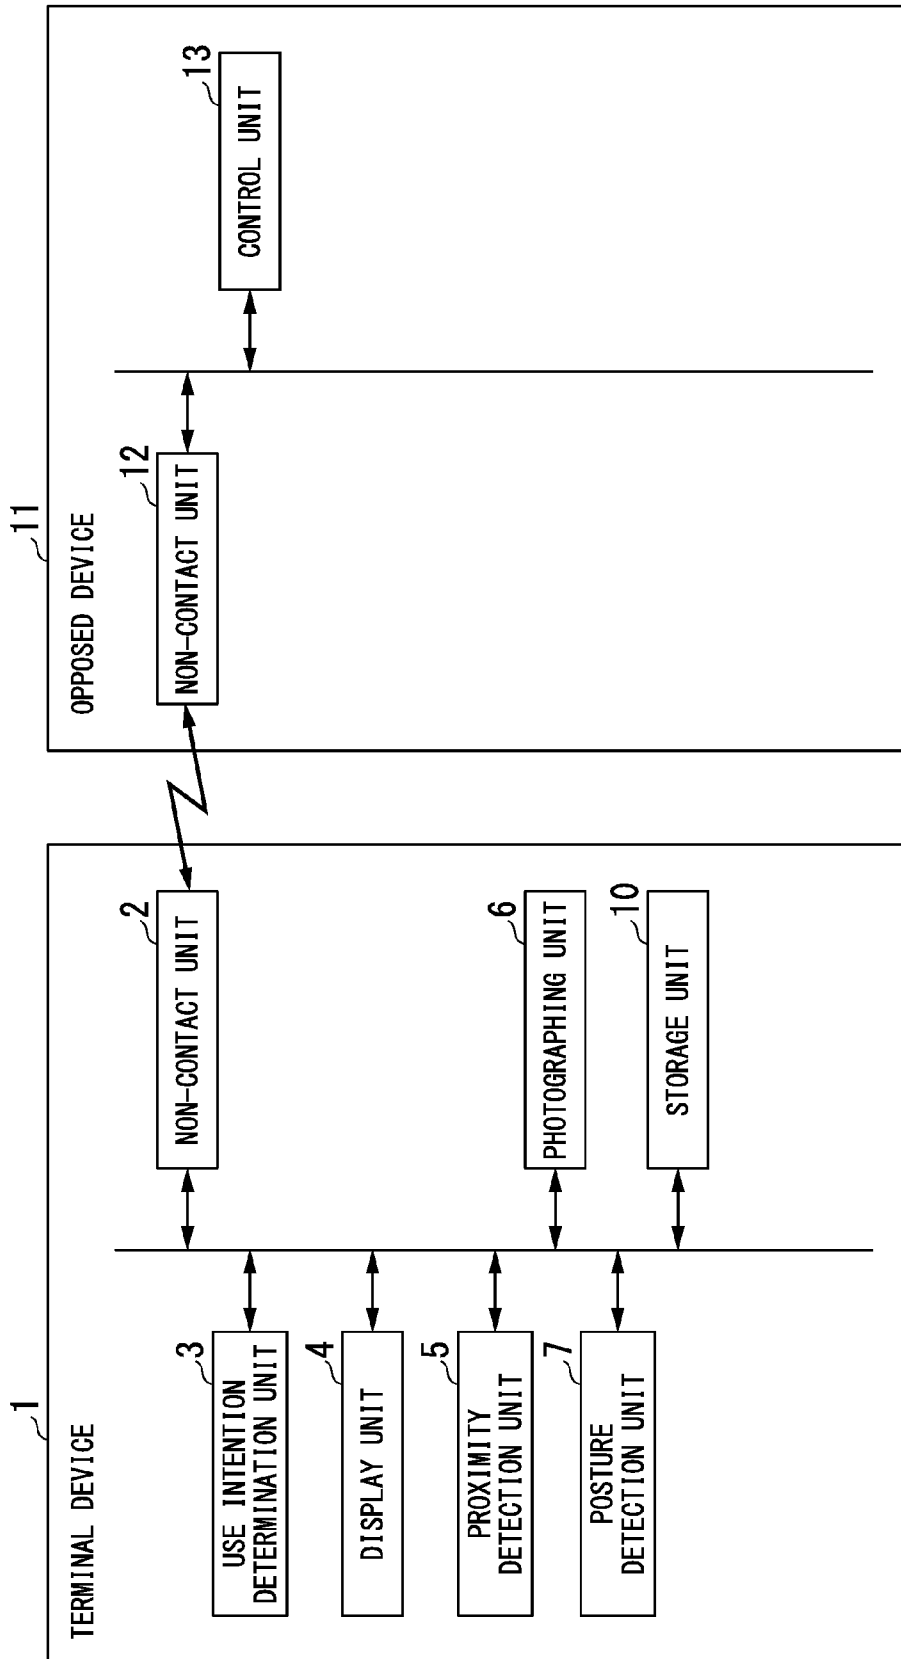 1
TERMINAL DEVICE
2
NON-CONTACT UNIT
3
USE INTENTION
DETERMINATION UNIT
4
DISPLAY UNIT
5
PROXIMITY
DETECTION UNIT
6
PHOTOGRAPHING UNIT
7
POSTURE
DETECTION UNIT
10
STORAGE UNIT
11
OPPOSED DEVICE
12
NON-CONTACT UNIT
13
CONTROL UNIT